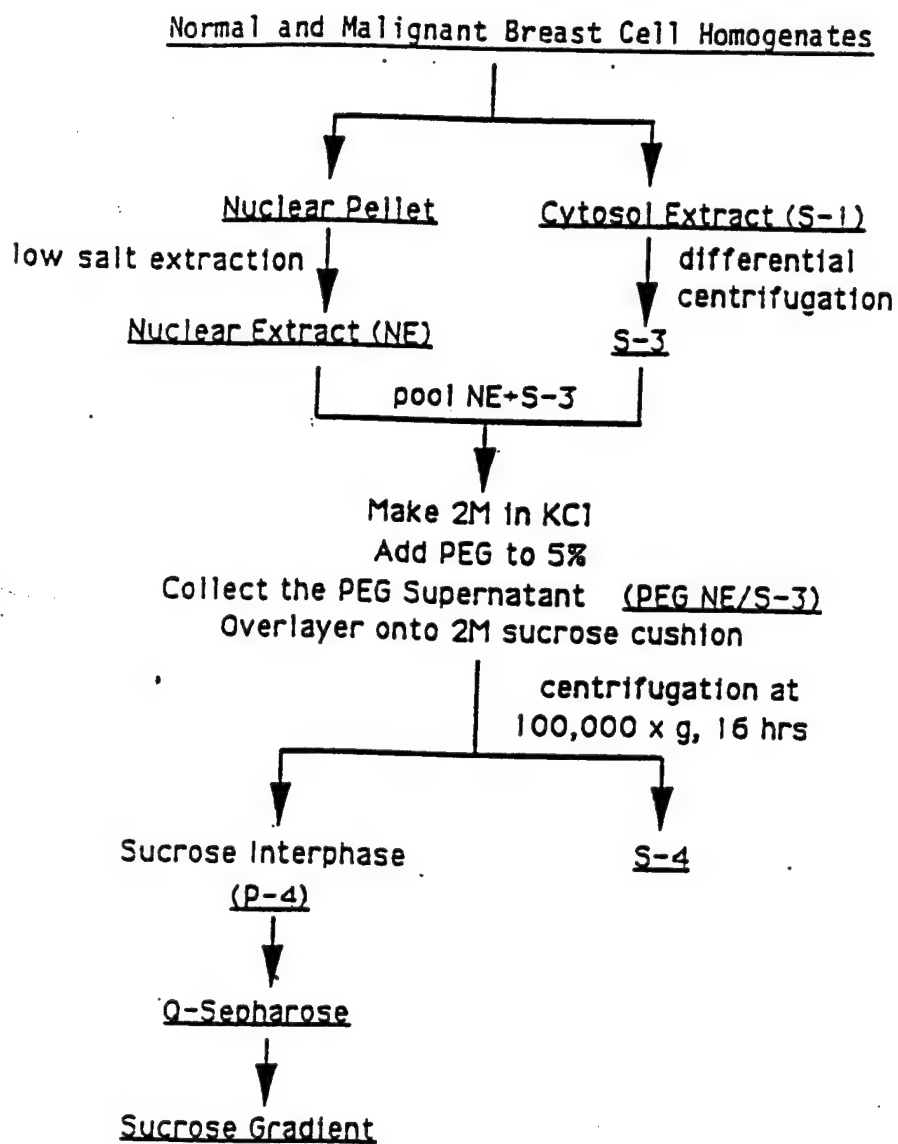 Normal and Malignant Breast Cell Homogenates
Nuclear Pellet
Cytosol Extract (S-1)
low salt extraction
differential
centrifugation
Nuclear Extract (NE)
S-3
pool NE+S-3
Make 2M in KCl
Add PEG to 5%
Collect the PEG Supernatant (PEG NE/S-3)
Overlayer onto 2M sucrose cushion
centrifugation at
100,000 x g, 16 hrs
Sucrose Interphase
(P-4)
S-4
Q-Sepharose
Sucrose Gradient